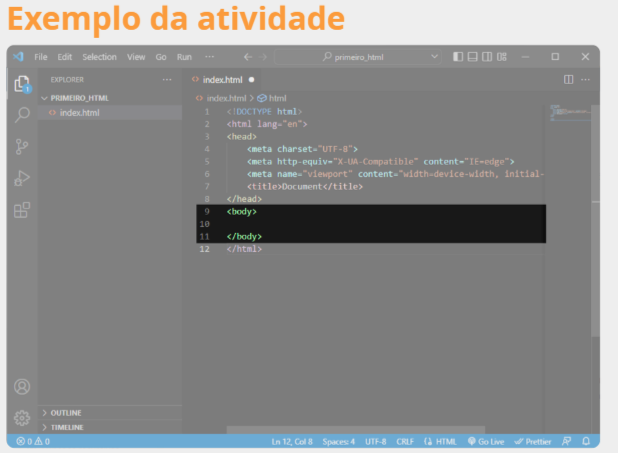 Exemplo da atividade
File Edit Selection View Go Run ··· primeiro_html
EXPLORER ···
index.html
PRIMEIRO_HTML
index.html
index.html > html
1 <!DOCTYPE html>
2 <html lang="en">
3 <head>
4 <meta charset="UTF-8">
5 <meta http-equiv="X-UA-Compatible" content="IE=edge">
6 <meta name="viewport" content="width=device-width, initial-
7 <title>Document</title>
8 </head>
9 <body>
10
11 </body>
12 </html>
OUTLINE
TIMELINE
0 0 Ln 12, Col 8 Spaces: 4 UTF-8 CRLF HTML Go Live Prettier